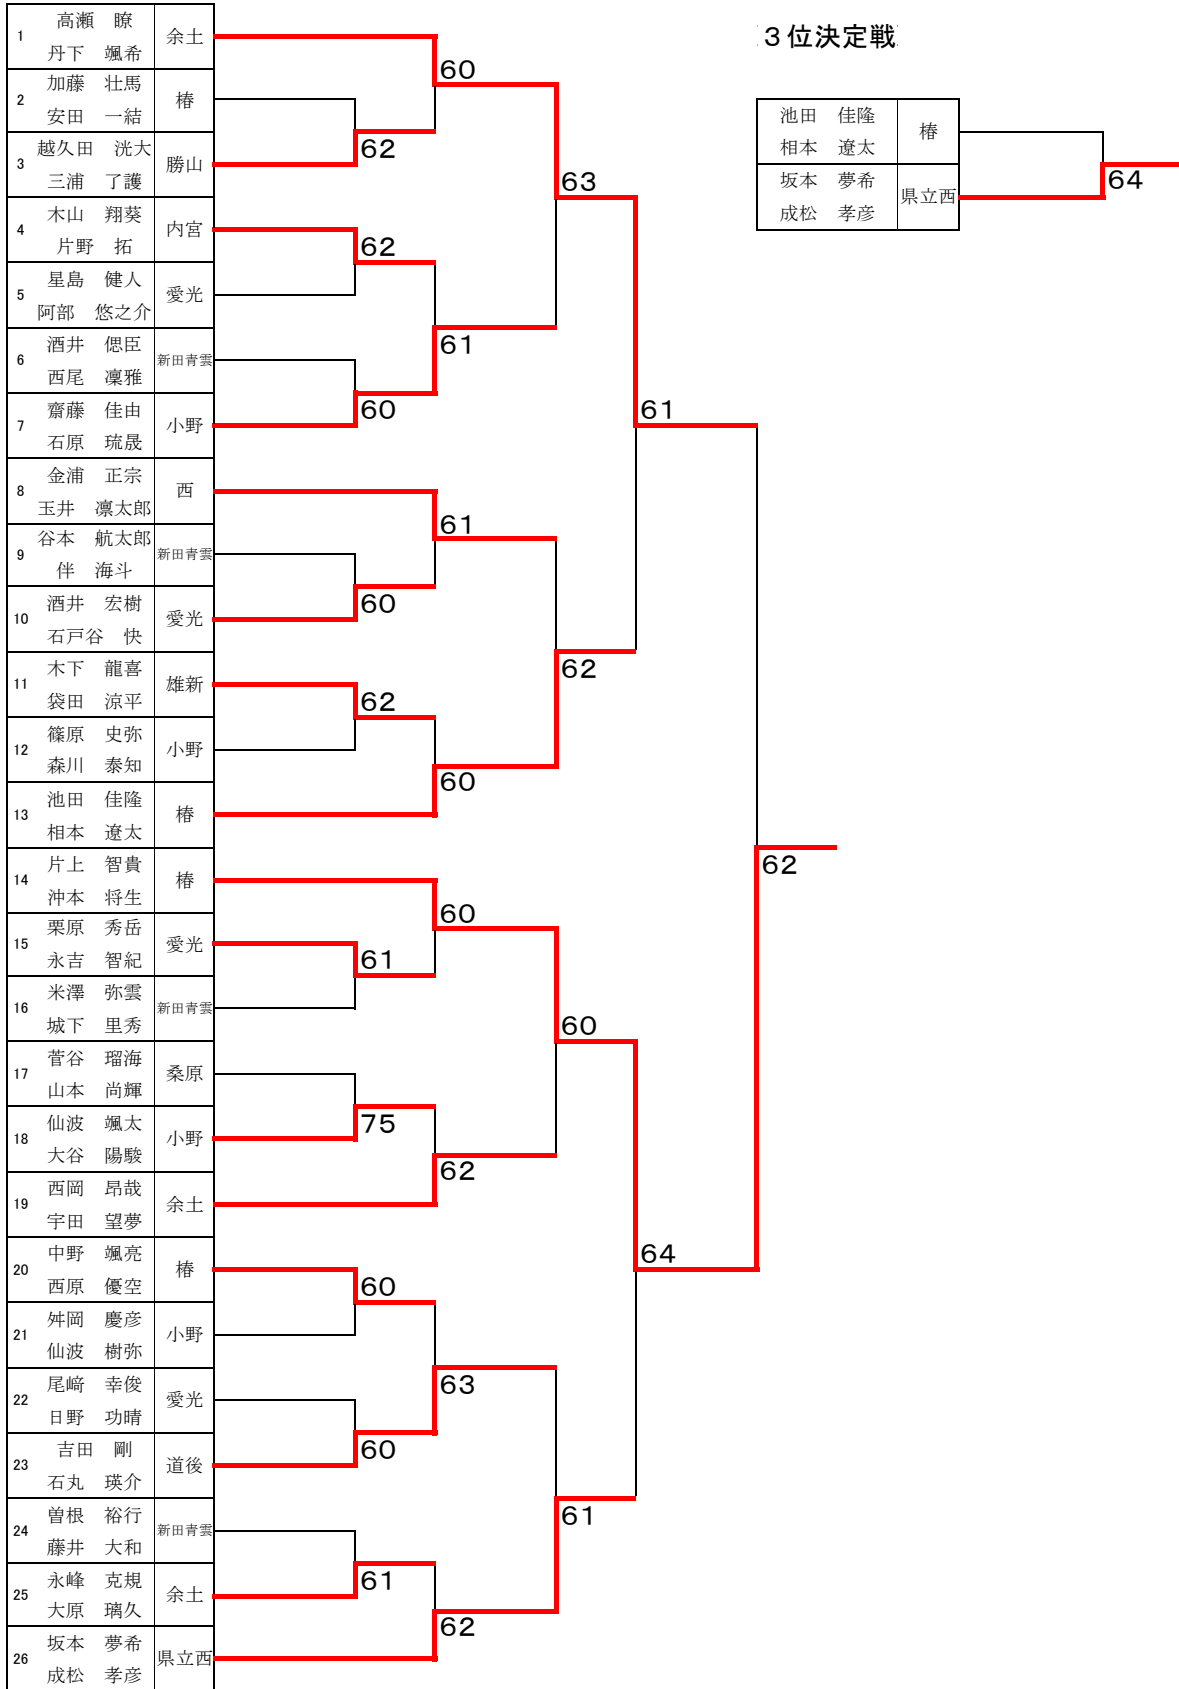 ３位決定戦
1 高瀬 瞭 余土
丹下 颯希
2 加藤 壮馬 椿
安田 一結
3 越久田 洸大 勝山
三浦 了護
4 木山 翔葵 内宮
片野 拓
5 星島 健人 愛光
阿部 悠之介
6 酒井 偲臣 新田青雲
西尾 凜雅
7 齋藤 佳由 小野
石原 琉晟
8 金浦 正宗 西
玉井 凛太郎
9 谷本 航太郎 新田青雲
伴 海斗
10 酒井 宏樹 愛光
石戸谷 快
11 木下 龍喜 雄新
袋田 涼平
12 篠原 史弥 小野
森川 泰知
13 池田 佳隆 椿
相本 遼太
14 片上 智貴 椿
沖本 将生
15 栗原 秀岳 愛光
永吉 智紀
16 米澤 弥雲 新田青雲
城下 里秀
17 菅谷 瑠海 桑原
山本 尚輝
18 仙波 颯太 小野
大谷 陽駿
19 西岡 昂哉 余土
宇田 望夢
20 中野 颯亮 椿
西原 優空
21 舛岡 慶彦 小野
仙波 樹弥
22 尾﨑 幸俊 愛光
日野 功晴
23 吉田 剛 道後
石丸 瑛介
24 曽根 裕行 新田青雲
藤井 大和
25 永峰 克規 余土
大原 璃久
26 坂本 夢希 県立西
成松 孝彦
62
62
60
60
62
61
75
60
60
61
60
61
61
60
60
62
63
62
63
62
60
61
61
64
62
池田 佳隆 椿
相本 遼太
坂本 夢希 県立西
成松 孝彦
64